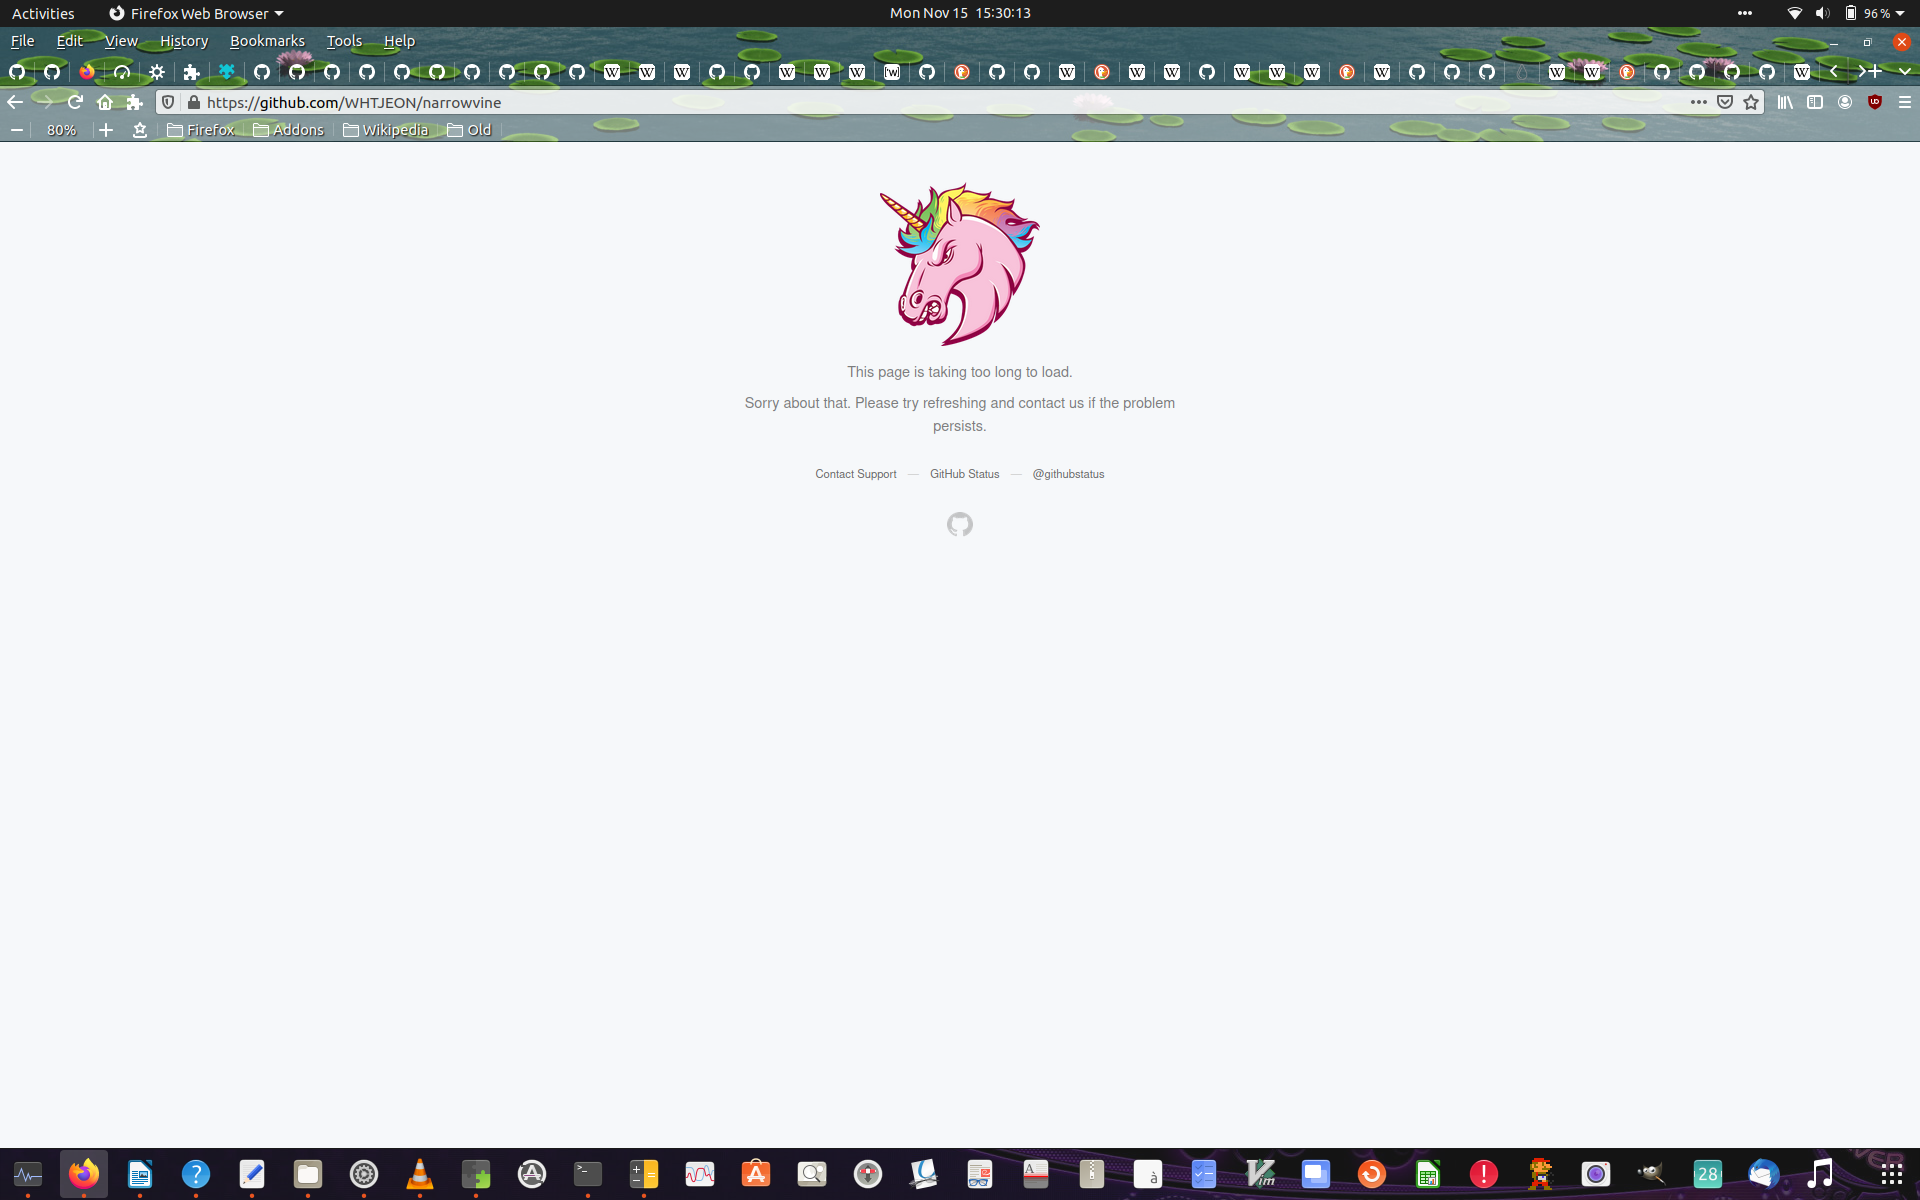 Activities Firefox Web Browser Mon Nov 15 15:30:13 96 %
File Edit View History Bookmarks Tools Help
https://github.com/WHTJEON/narrowvine
80% Firefox Addons Wikipedia Old
This page is taking too long to load.
Sorry about that. Please try refreshing and contact us if the problem
persists.
Contact Support — GitHub Status — @githubstatus
28